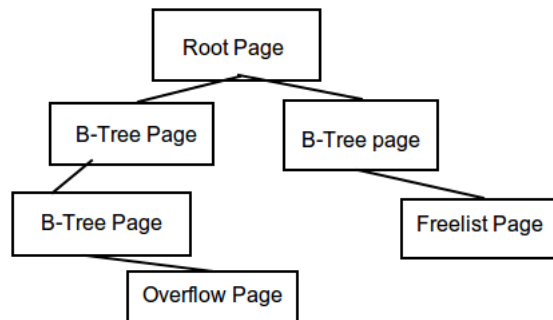 Root Page
B-Tree Page
B-Tree page
B-Tree Page
Freelist Page
Overflow Page